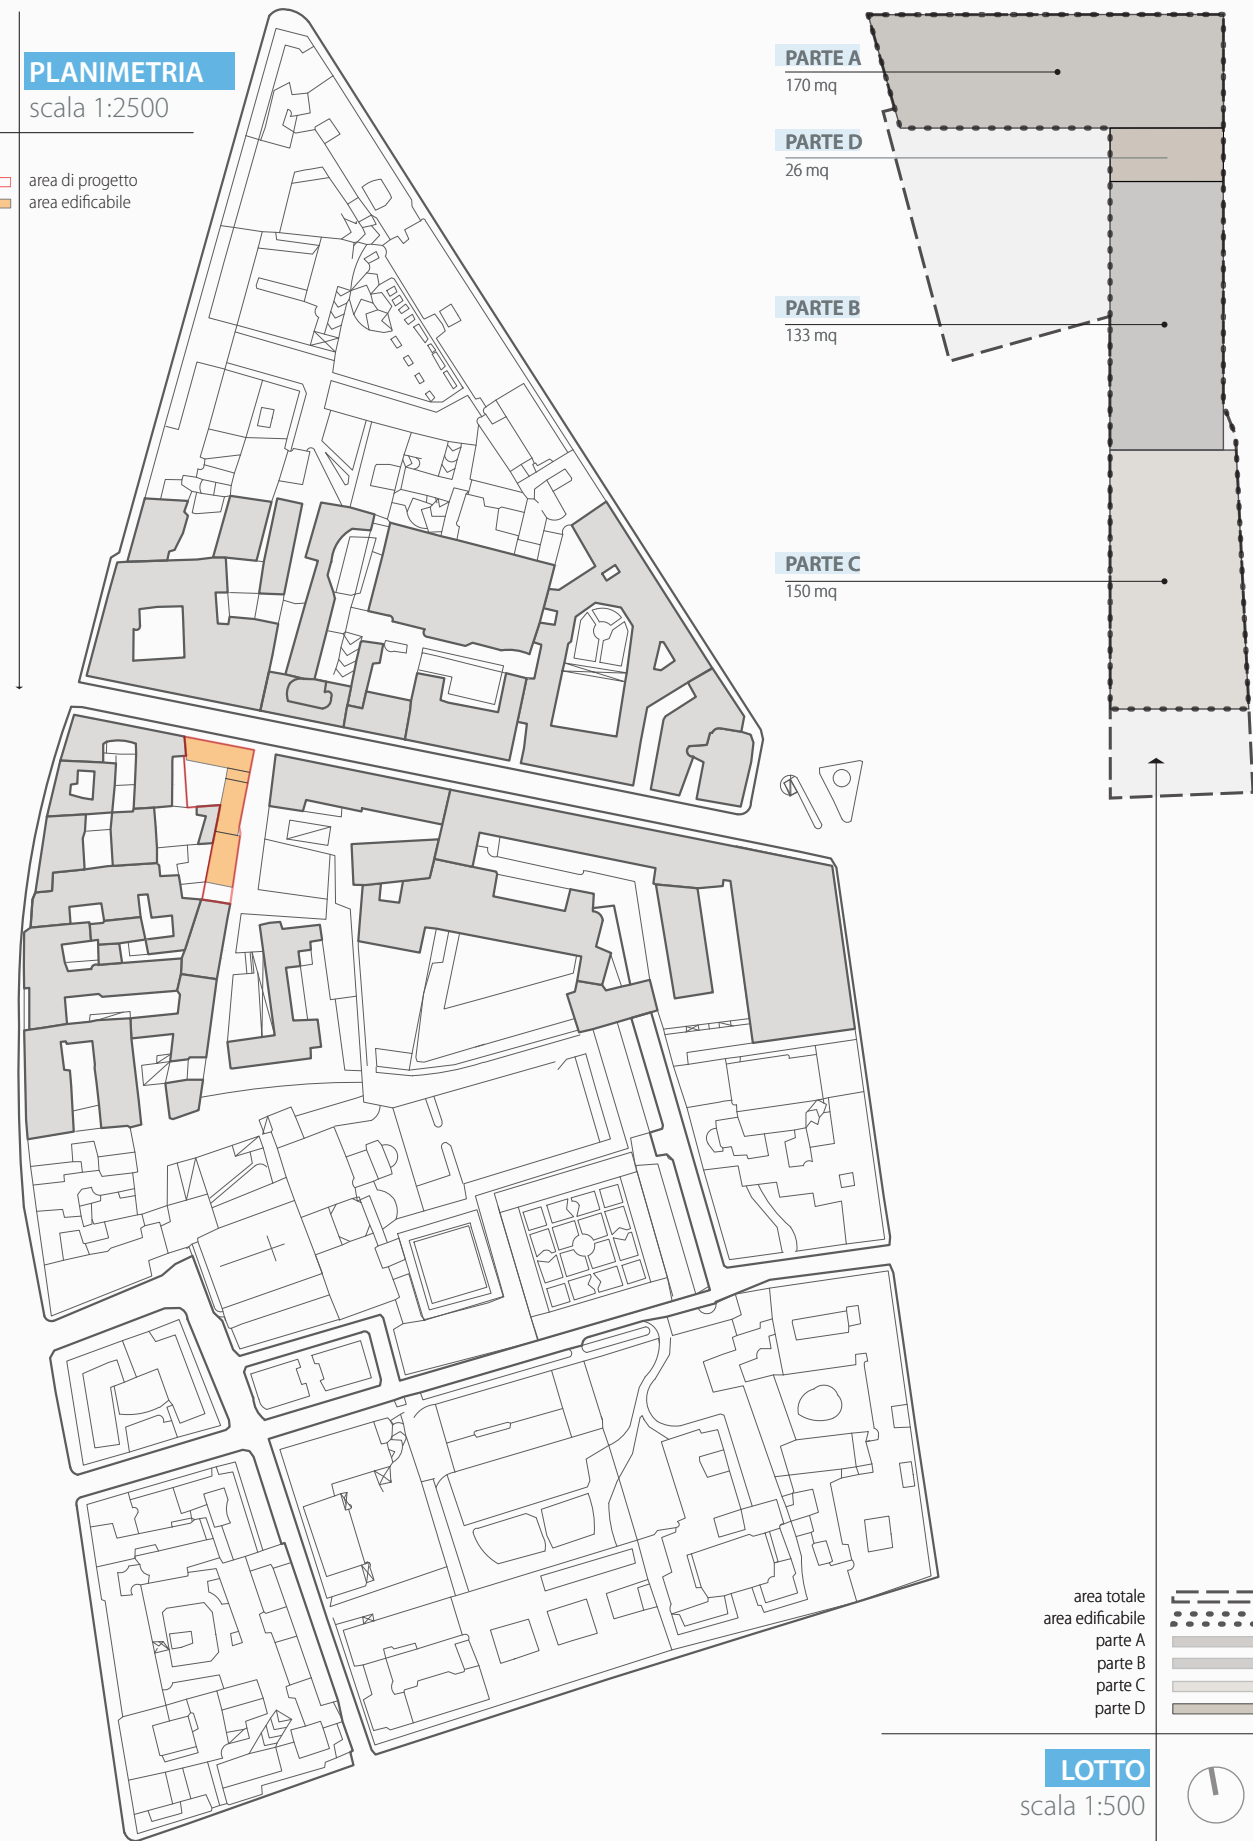 PLANIMETRIA
scala 1:2500
area di progetto
area edificabile
PARTE A
170 mq
PARTE D
26 mq
PARTE B
133 mq
PARTE C
150 mq
area totale
area edificabile
parte A
parte B
parte C
parte D
LOTTO
scala 1:500